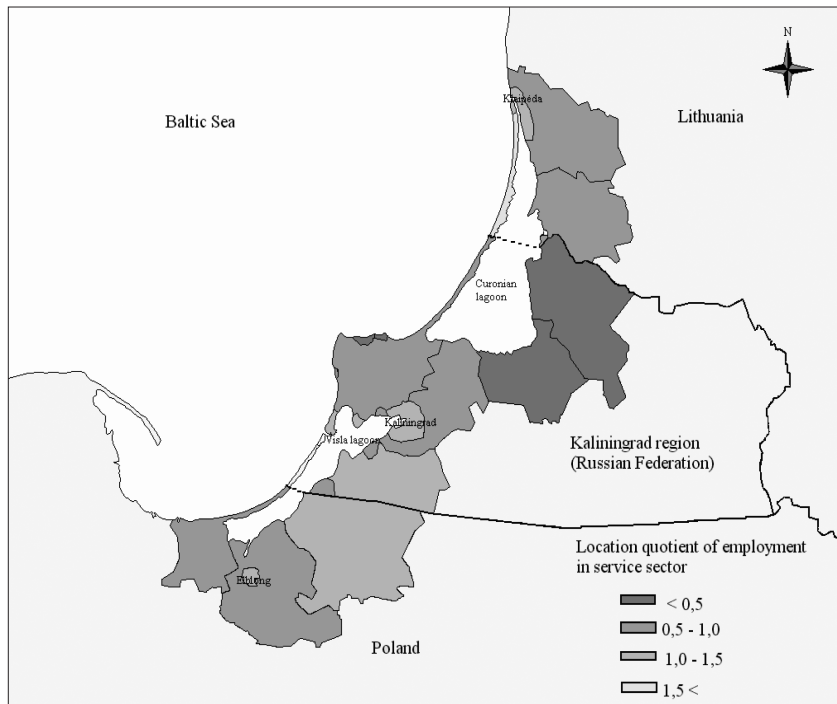 N
Klaipėda
Baltic Sea
Lithuania
Curonian
lagoon
Kaliningrad
Visla lagoon
Kaliningrad region
(Russian Federation)
Elbląg
Poland
Location quotient of employment
in service sector
< 0,5
0,5 - 1,0
1,0 - 1,5
1,5 <